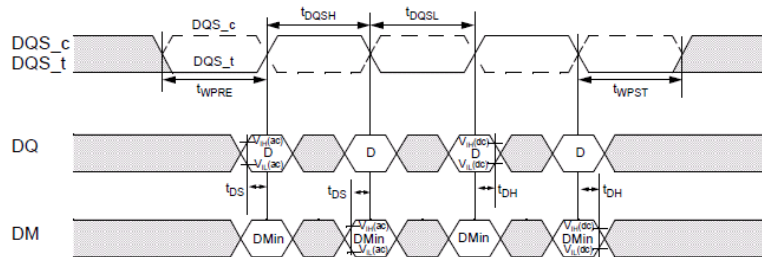 tDQSH tDQSL
DQS_c DQS_c
DQS_t DQS_t
tWPRE tWPST
VIH(ac) VIH(dc)
DQ D D D D
VIL(ac) VIL(dc)
tDS tDS tDH tDH
VIH(ac) VIH(dc)
DM DMin DMin DMin DMin
VIL(ac) VIL(dc)